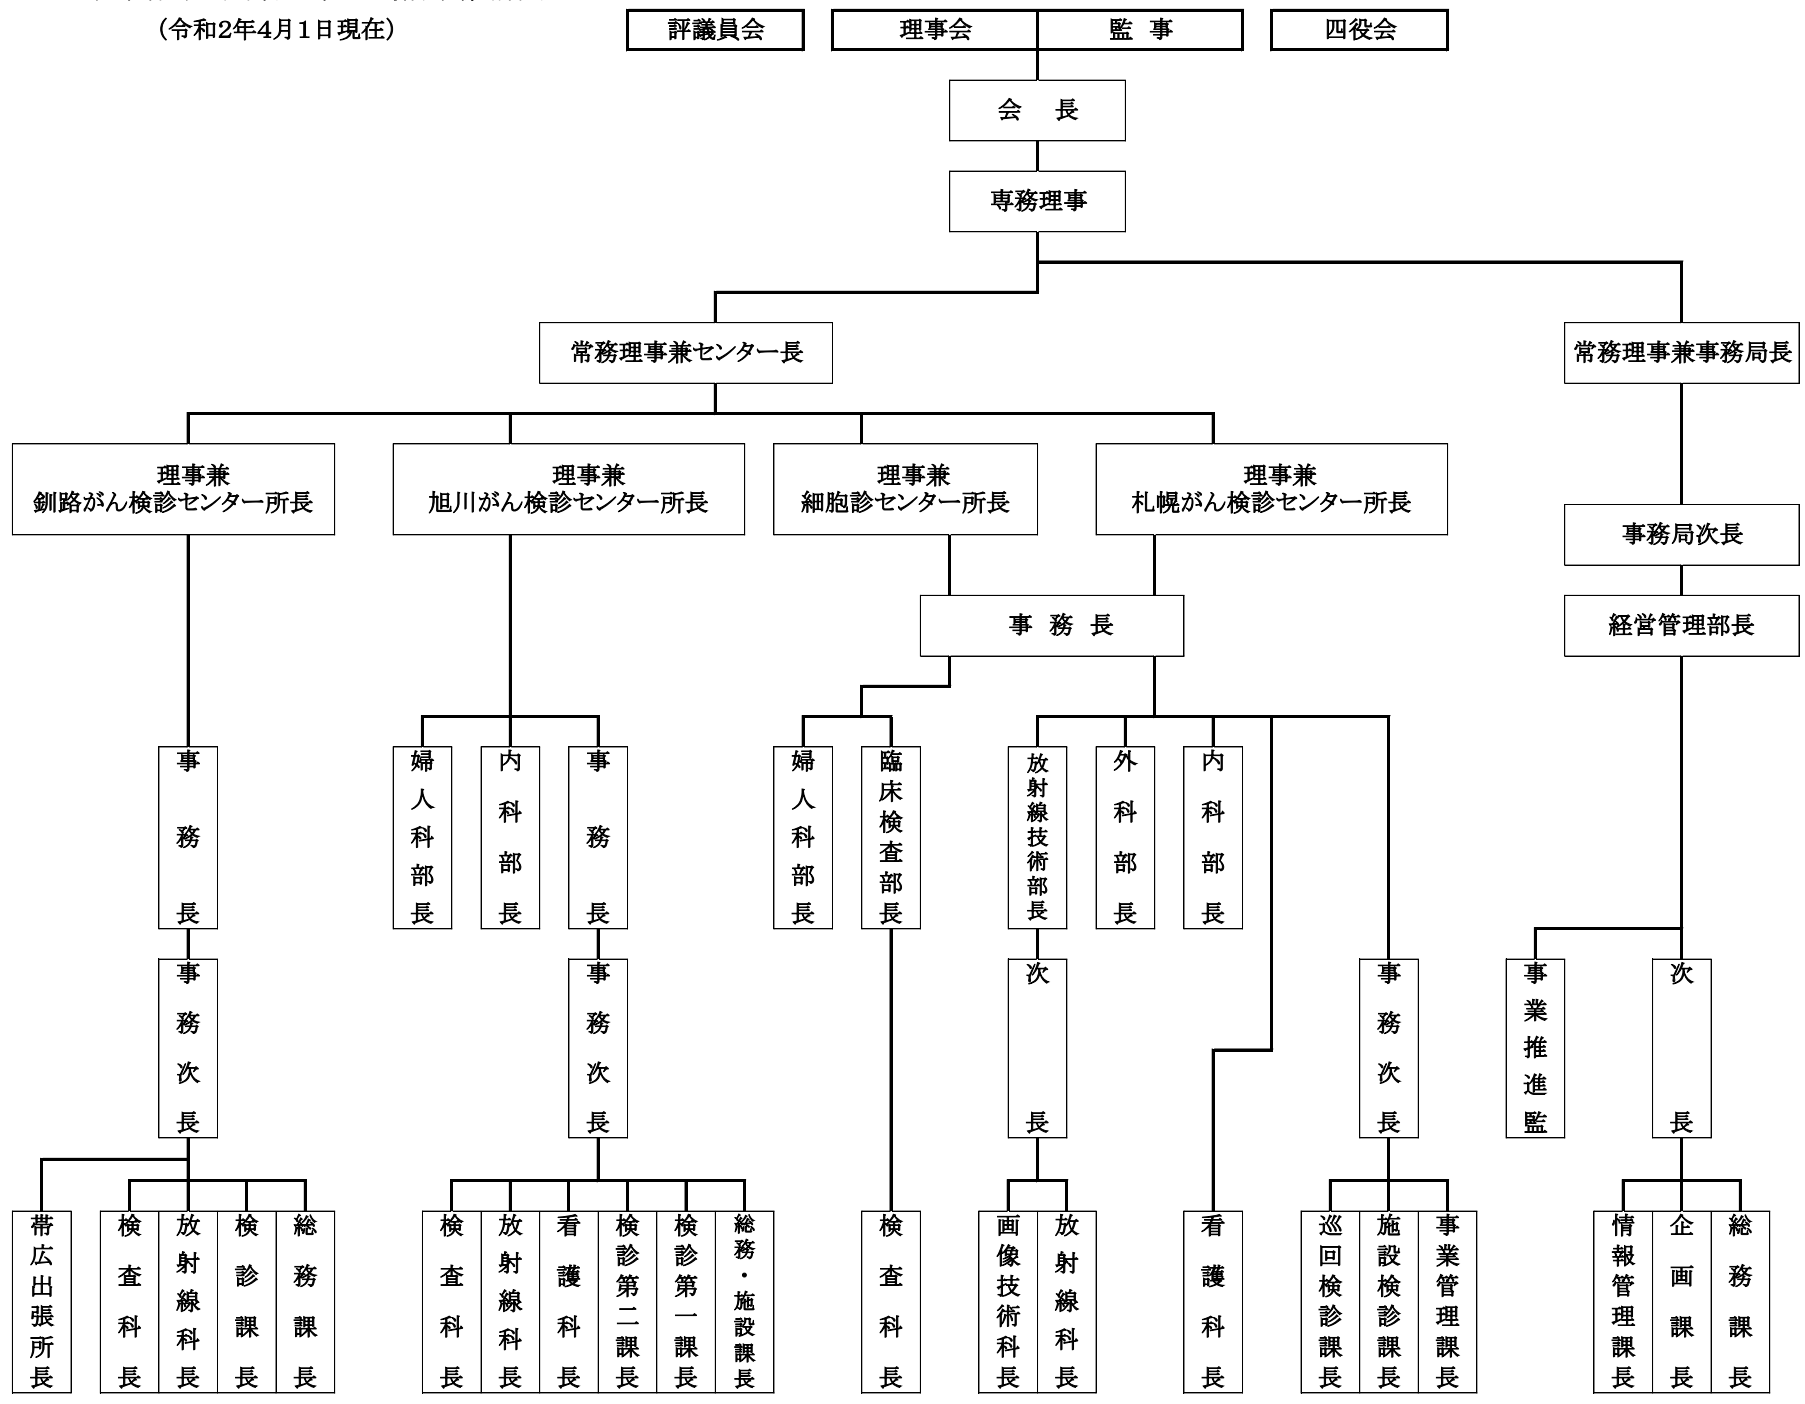 （令和2年4月1日現在）
評議員会
理事会
監　事
四役会
会　長
専務理事
常務理事兼センター長
常務理事兼事務局長
理事兼
釧路がん検診センター所長
理事兼
旭川がん検診センター所長
理事兼
細胞診センター所長
理事兼
札幌がん検診センター所長
事務局次長
事　務　長
経営管理部長
事務長
婦人科部長
内科部長
事務長
婦人科部長
臨床検査部長
放射線技術部長
外科部長
内科部長
事務次長
事務次長
次長
事務次長
事業推進監
次長
帯広出張所長
検査科長
放射線科長
検診課長
総務課長
検査科長
放射線科長
看護科長
検診第二課長
検診第一課長
総務・施設課長
検査科長
画像技術科長
放射線科長
看護科長
巡回検診課長
施設検診課長
事業管理課長
情報管理課長
企画課長
総務課長